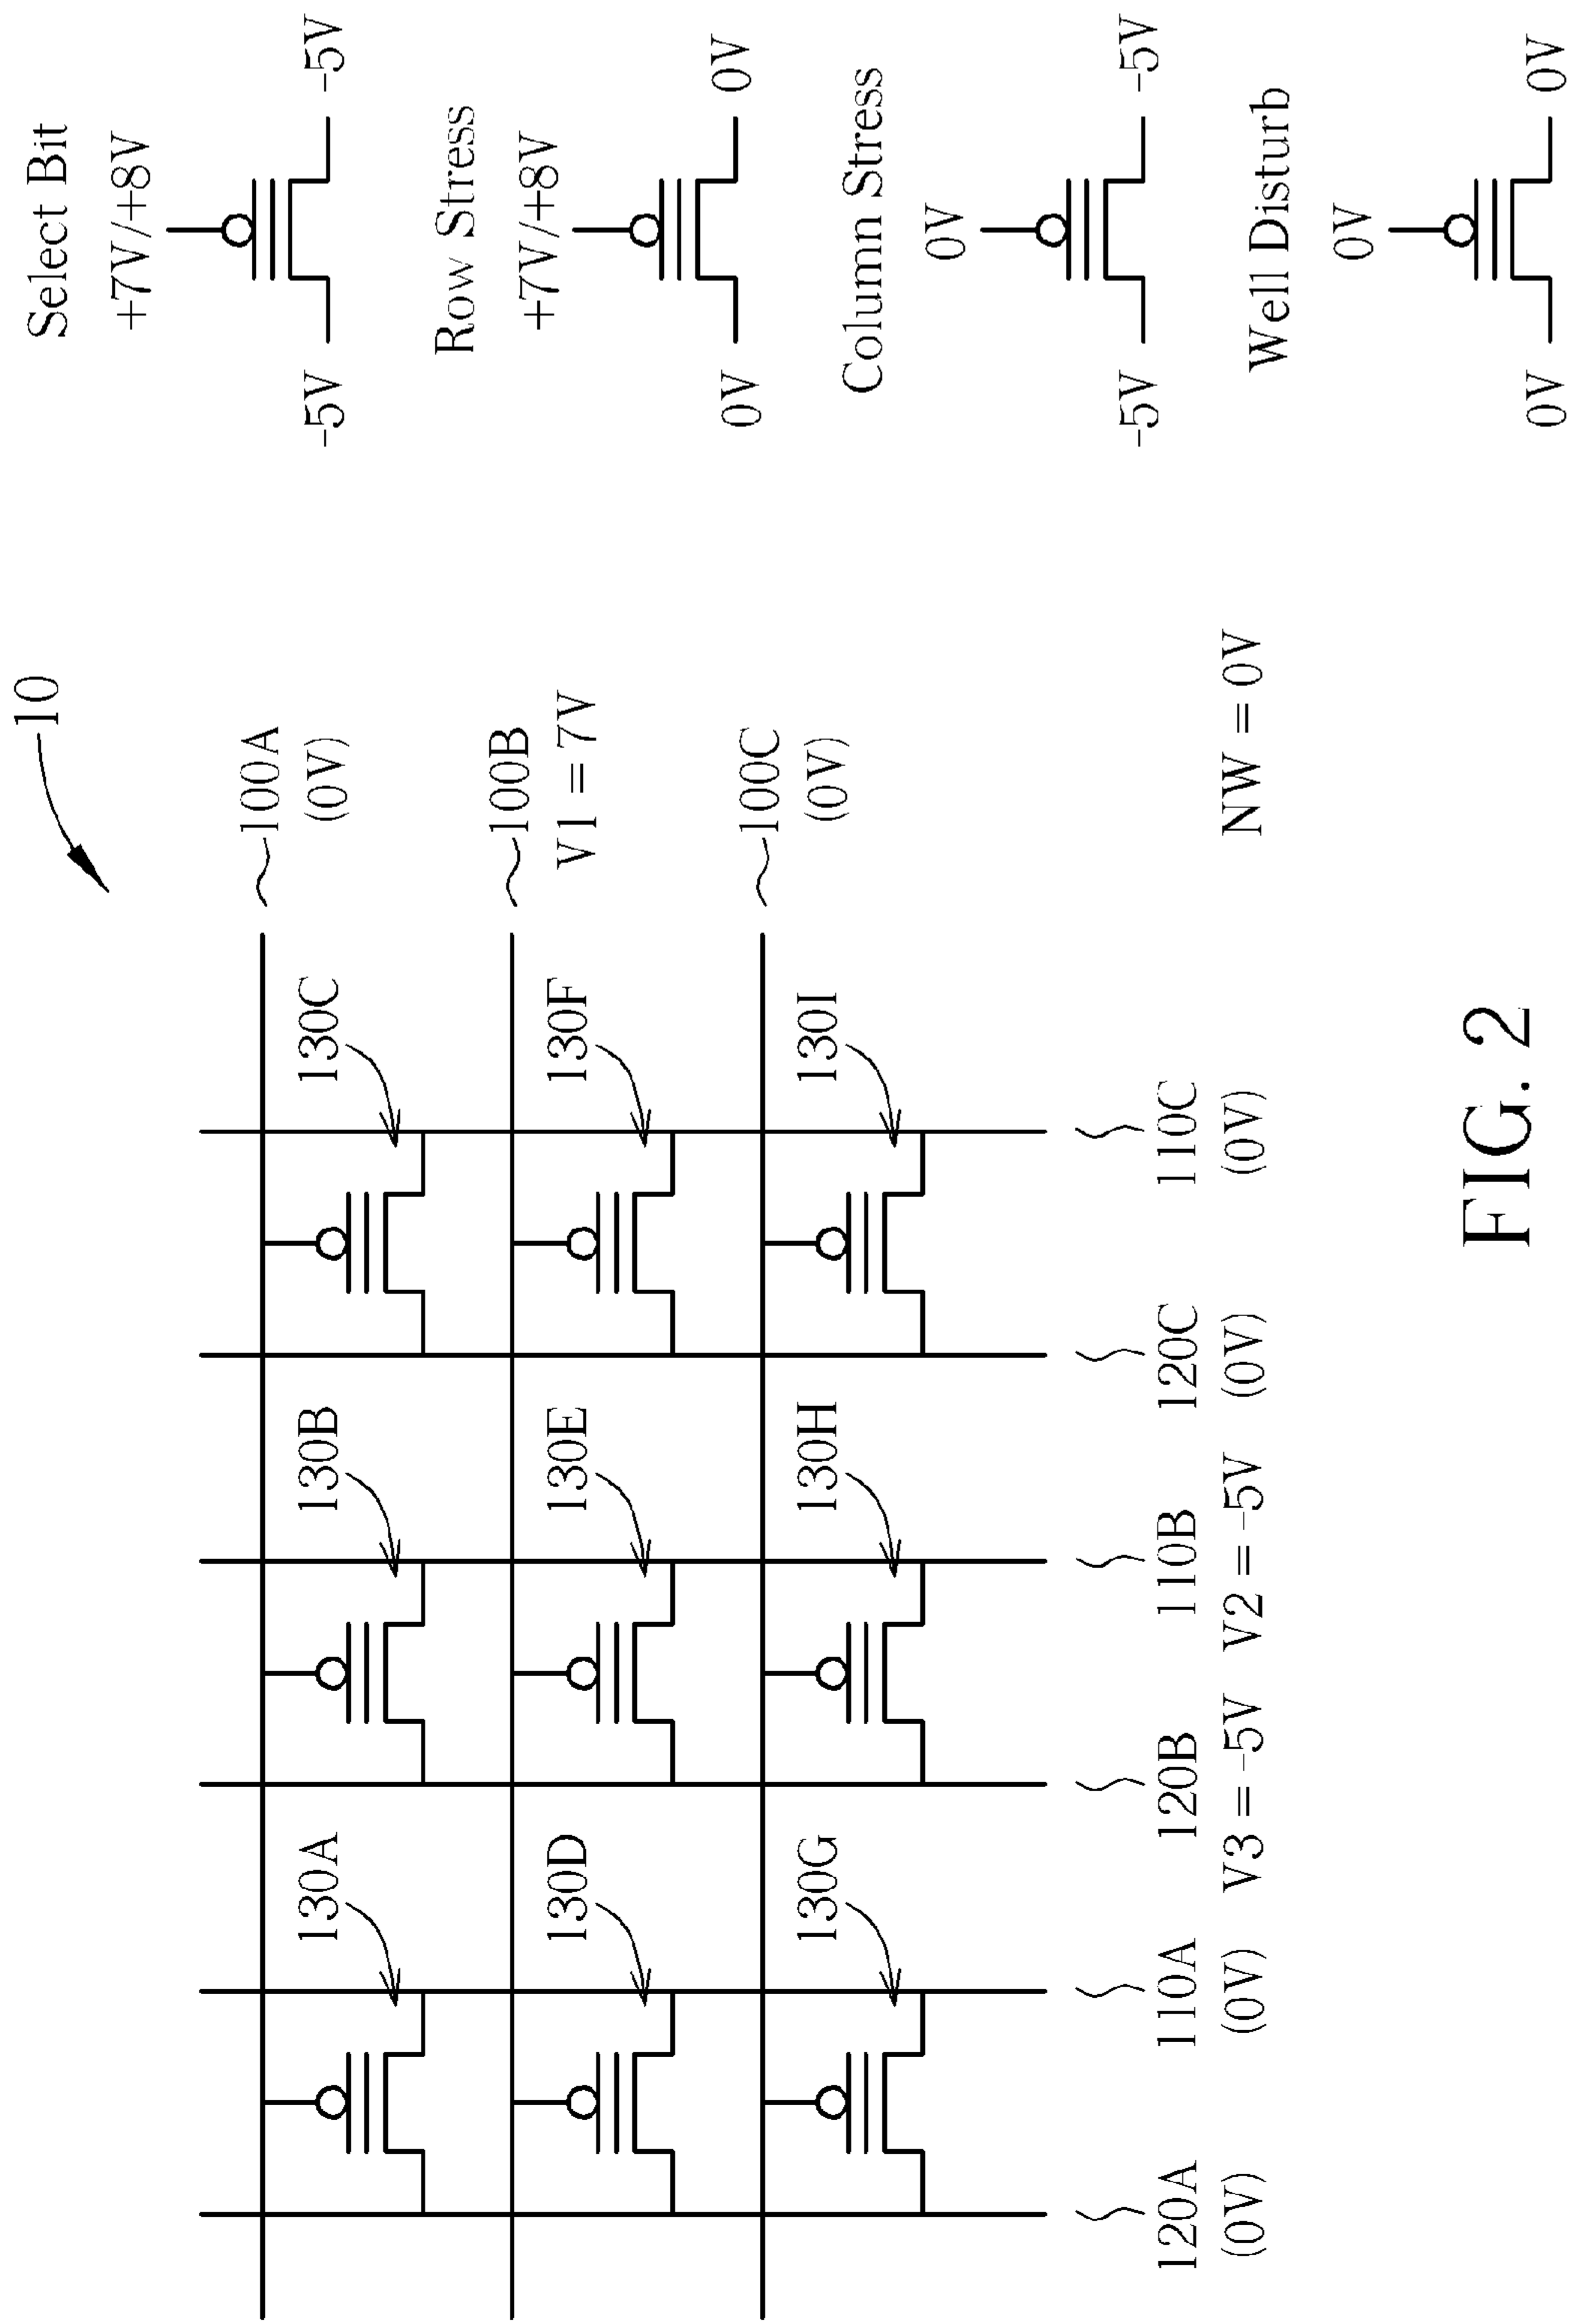 10
100A
(0V)
100B
V1 = 7V
100C
(0V)
130A
130B
130C
130D
130E
130F
130G
130H
130I
120A
(0V)
110A
(0V)
120B
V3 = -5V
110B
V2 = -5V
120C
(0V)
110C
(0V)
NW = 0V
Select Bit
+7V/+8V
-5V
-5V
Row Stress
+7V/+8V
0V
0V
Column Stress
0V
-5V
-5V
Well Disturb
0V
0V
0V
FIG. 2